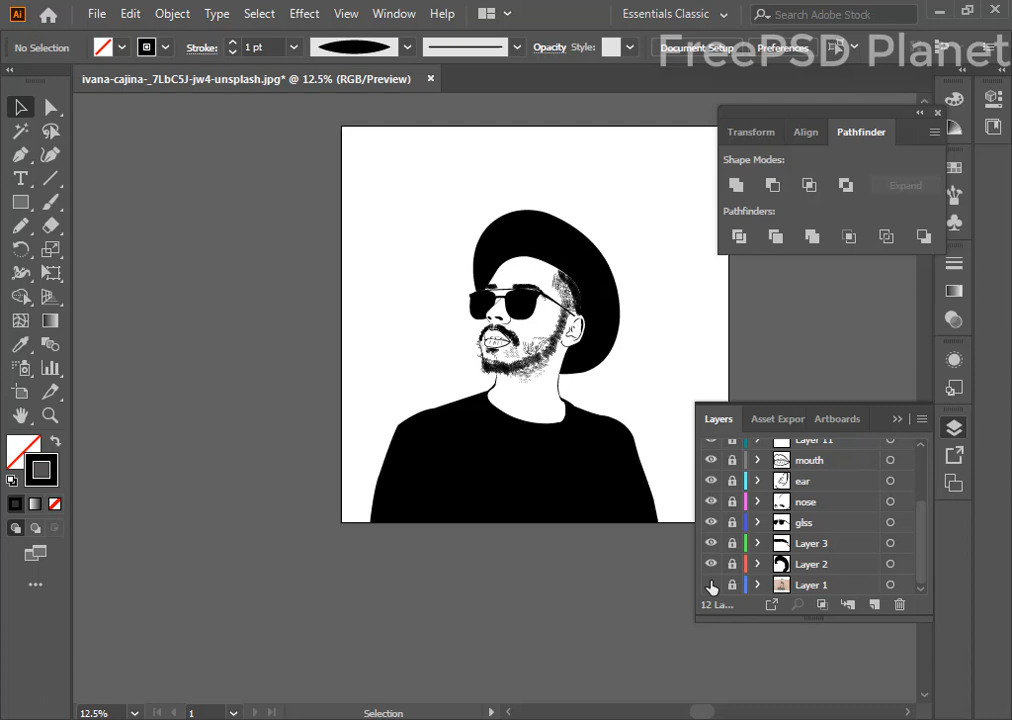 Ai File Edit Object Type Select Effect View Window Help Essentials Classic Search Adobe Stock
No Selection Stroke: 1 pt Opacity Style: Document Setup Preferences
FreePSD Planet
ivana-cajina-_7LbC5J-jw4-unsplash.jpg* @ 12.5% (RGB/Preview)
Transform Align Pathfinder
Shape Modes:
Expand
Pathfinders:
Layers Asset Expor Artboards
Layer 11
mouth
ear
nose
glss
Layer 3
Layer 2
Layer 1
12 La...
12.5% 1 Selection